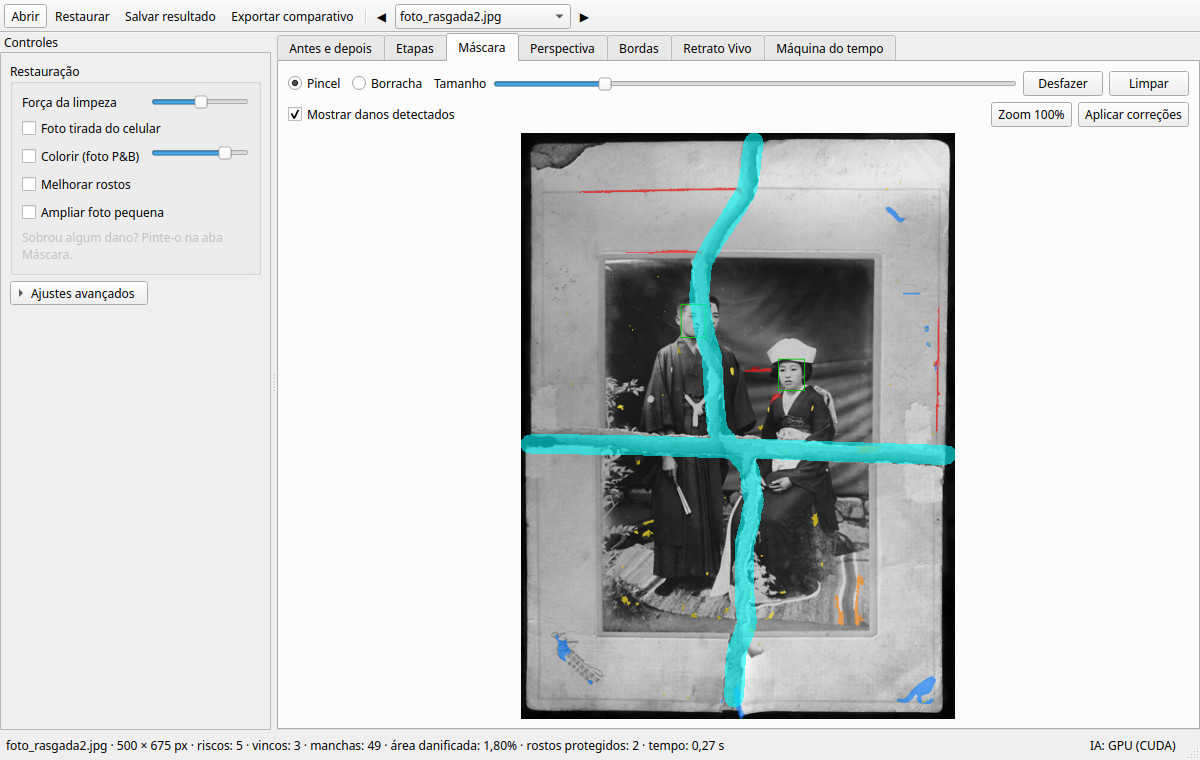 Abrir Restaurar Salvar resultado Exportar comparativo ◀ foto_rasgada2.jpg ▶
Controles
Restauração
Força da limpeza
Foto tirada do celular
Colorir (foto P&B)
Melhorar rostos
Ampliar foto pequena
Sobrou algum dano? Pinte-o na aba
Máscara.
Ajustes avançados
Antes e depois Etapas Máscara Perspectiva Bordas Retrato Vivo Máquina do tempo
Pincel Borracha Tamanho Desfazer Limpar
Mostrar danos detectados Zoom 100% Aplicar correções
foto_rasgada2.jpg · 500 × 675 px · riscos: 5 · vincos: 3 · manchas: 49 · área danificada: 1,80% · rostos protegidos: 2 · tempo: 0,27 s IA: GPU (CUDA)